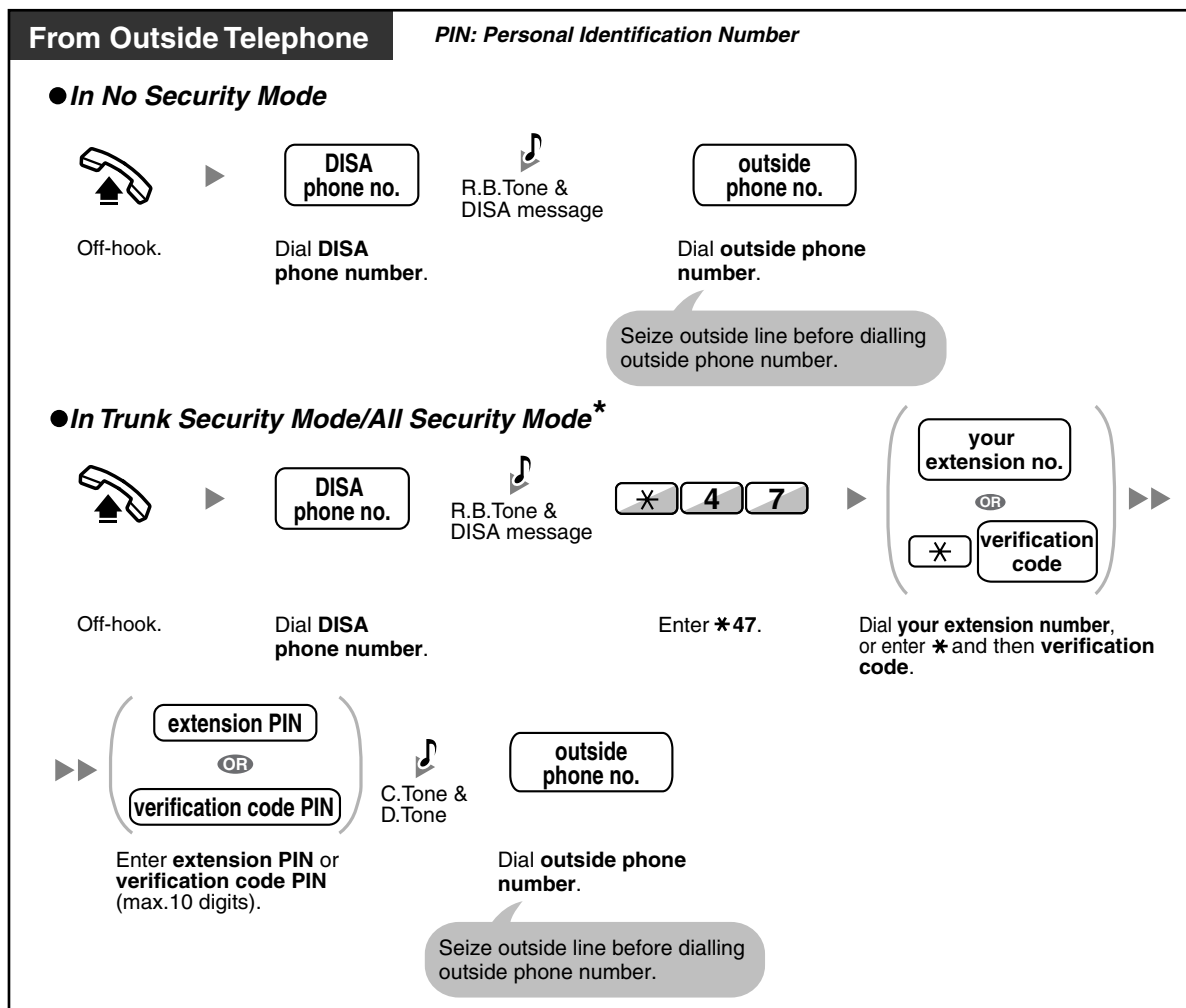 From Outside Telephone
PIN: Personal Identification Number
●In No Security Mode
DISA
phone no.
R.B.Tone &
DISA message
outside
phone no.
Off-hook.
Dial DISA
phone number.
Dial outside phone
number.
Seize outside line before dialling
outside phone number.
●In Trunk Security Mode/All Security Mode*
DISA
phone no.
R.B.Tone &
DISA message
* 4 7
your
extension no.
OR
* verification
code
Off-hook.
Dial DISA
phone number.
Enter *47.
Dial your extension number,
or enter * and then verification
code.
extension PIN
OR
verification code PIN
C.Tone &
D.Tone
outside
phone no.
Enter extension PIN or
verification code PIN
(max.10 digits).
Dial outside phone
number.
Seize outside line before dialling
outside phone number.